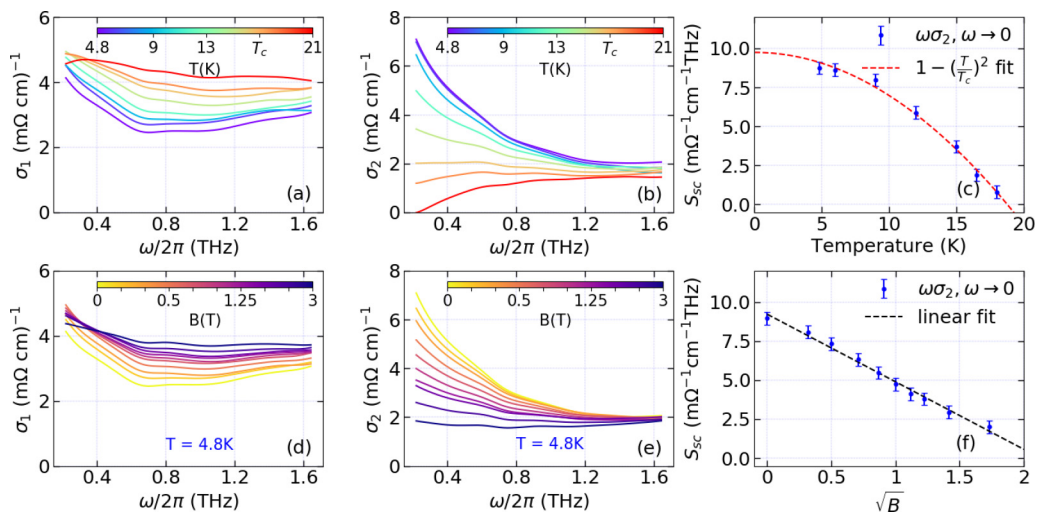 6
4
2
0
σ₁ (mΩ cm)⁻¹
4.8 9 13 T_c 21
T(K)
(a)
0.4 0.8 1.2 1.6
ω/2π (THz)
8
6
4
2
0
σ₂ (mΩ cm)⁻¹
4.8 9 13 T_c 21
T(K)
(b)
0.4 0.8 1.2 1.6
ω/2π (THz)
10.0
7.5
5.0
2.5
0.0
S_sc (mΩ⁻¹cm⁻¹THz)
ωσ₂, ω → 0
1 − (T/T_c)² fit
(c)
0 5 10 15 20
Temperature (K)
6
4
2
0
σ₁ (mΩ cm)⁻¹
0 0.5 1.25 3
B(T)
T = 4.8K
(d)
0.4 0.8 1.2 1.6
ω/2π (THz)
8
6
4
2
0
σ₂ (mΩ cm)⁻¹
0 0.5 1.25 3
B(T)
T = 4.8K
(e)
0.4 0.8 1.2 1.6
ω/2π (THz)
10.0
7.5
5.0
2.5
0.0
S_sc (mΩ⁻¹cm⁻¹THz)
ωσ₂, ω → 0
linear fit
(f)
0.0 0.5 1.0 1.5 2
√B